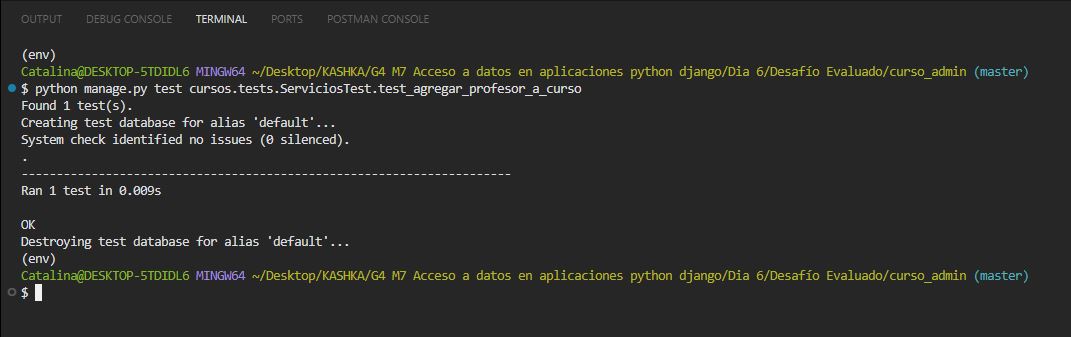 OUTPUT DEBUG CONSOLE TERMINAL PORTS POSTMAN CONSOLE
(env)
Catalina@DESKTOP-5TDIDL6 MINGW64 ~/Desktop/KASHKA/G4 M7 Acceso a datos en aplicaciones python django/Dia 6/Desafío Evaluado/curso_admin (master)
$ python manage.py test cursos.tests.ServiciosTest.test_agregar_profesor_a_curso
Found 1 test(s).
Creating test database for alias 'default'...
System check identified no issues (0 silenced).
.
----------------------------------------------------------------------
Ran 1 test in 0.009s
OK
Destroying test database for alias 'default'...
(env)
Catalina@DESKTOP-5TDIDL6 MINGW64 ~/Desktop/KASHKA/G4 M7 Acceso a datos en aplicaciones python django/Dia 6/Desafío Evaluado/curso_admin (master)
$